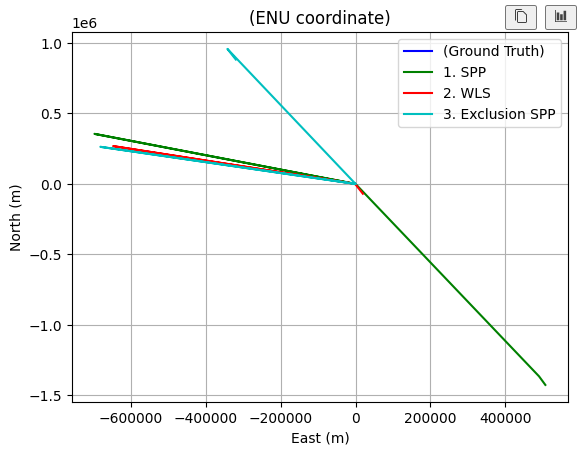 (ENU coordinate)
1e6
(Ground Truth)
1. SPP
2. WLS
3. Exclusion SPP
1.0
0.5
0.0
−0.5
−1.0
−1.5
North (m)
−600000 −400000 −200000 0 200000 400000
East (m)